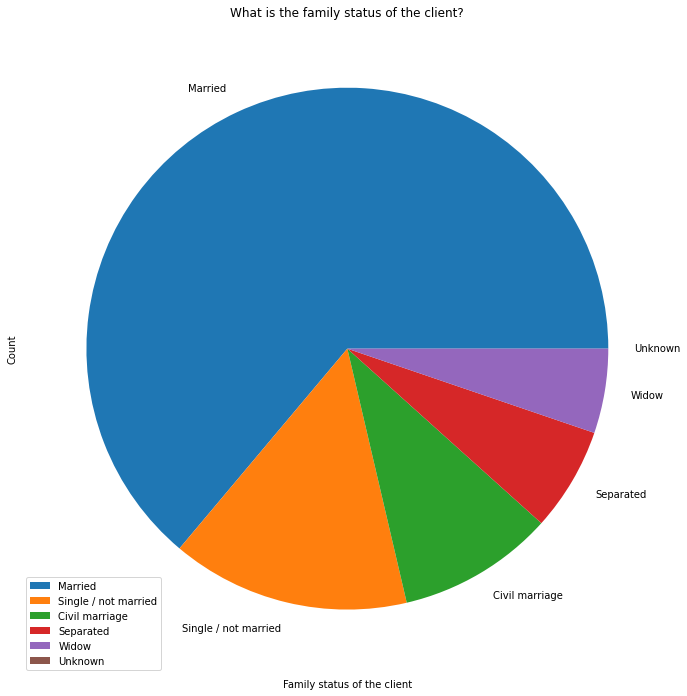 What is the family status of the client?
Married
Unknown
Widow
Separated
Civil marriage
Single / not married
Count
Married
Single / not married
Civil marriage
Separated
Widow
Unknown
Family status of the client